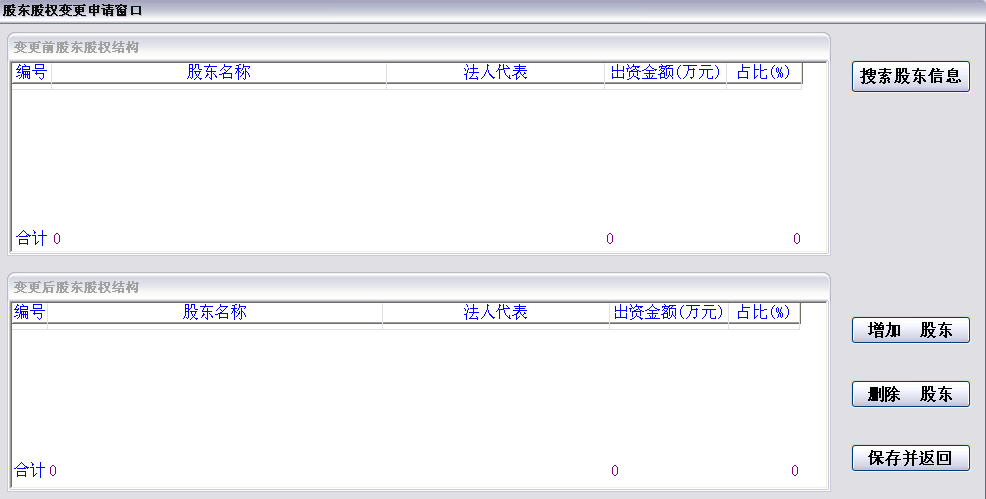 股东股权变更申请窗口
变更前股东股权结构
编号 股东名称 法人代表 出资金额(万元) 占比(%)
搜索股东信息
合计 0 0 0
变更后股东股权结构
编号 股东名称 法人代表 出资金额(万元) 占比(%)
增加 股东
删除 股东
保存并返回
合计 0 0 0